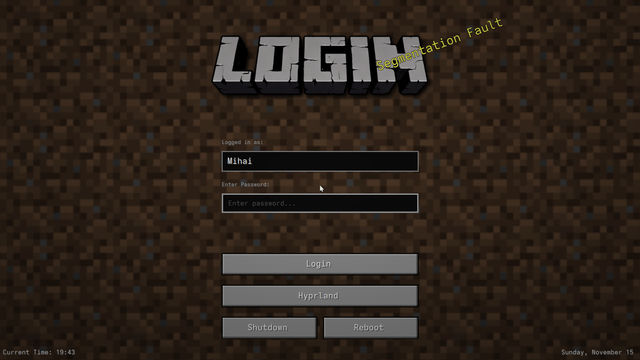 LOGIN
Segmentation Fault
Logged in as:
Mihai
Enter Password:
Enter password...
Login
Hyprland
Shutdown Reboot
Current Time: 19:43 Sunday, November 15